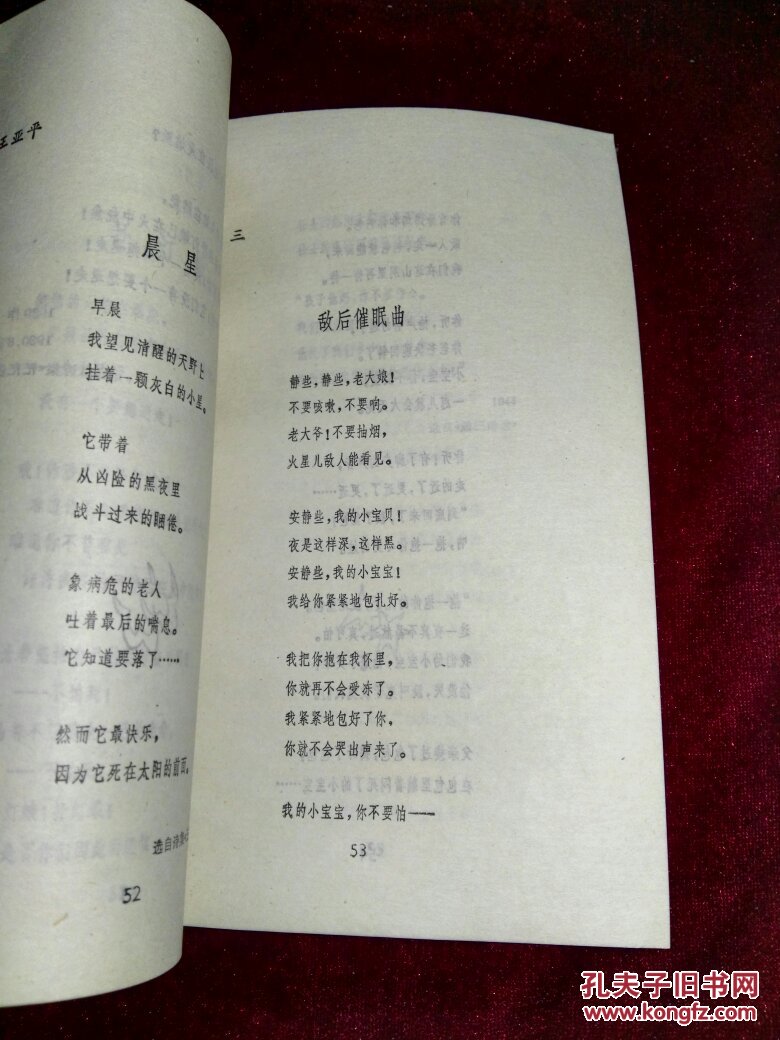 王亚平
晨星
早晨
我望见清醒的天野上
挂着一颗灰白的小星。
它带着
从凶险的黑夜里
战斗过来的睏倦。
象病危的老人
吐着最后的喘息。
它知道要落了……
然而它最快乐,
因为它死在太阳的前面。
选自诗
52
三
敌后催眠曲
静些,静些,老大娘!
不要咳嗽,不要响。
老大爷!不要抽烟,
火星儿敌人能看见。
安静些,我的小宝贝!
夜是这样深,这样黑。
安静些,我的小宝宝!
我给你紧紧地包扎好。
我把你抱在我怀里,
你就再不会受冻了。
我紧紧地包好了你,
你就不会哭出声来了。
我的小宝宝,你不要怕——
53
孔夫子旧书网
www.kongfz.com